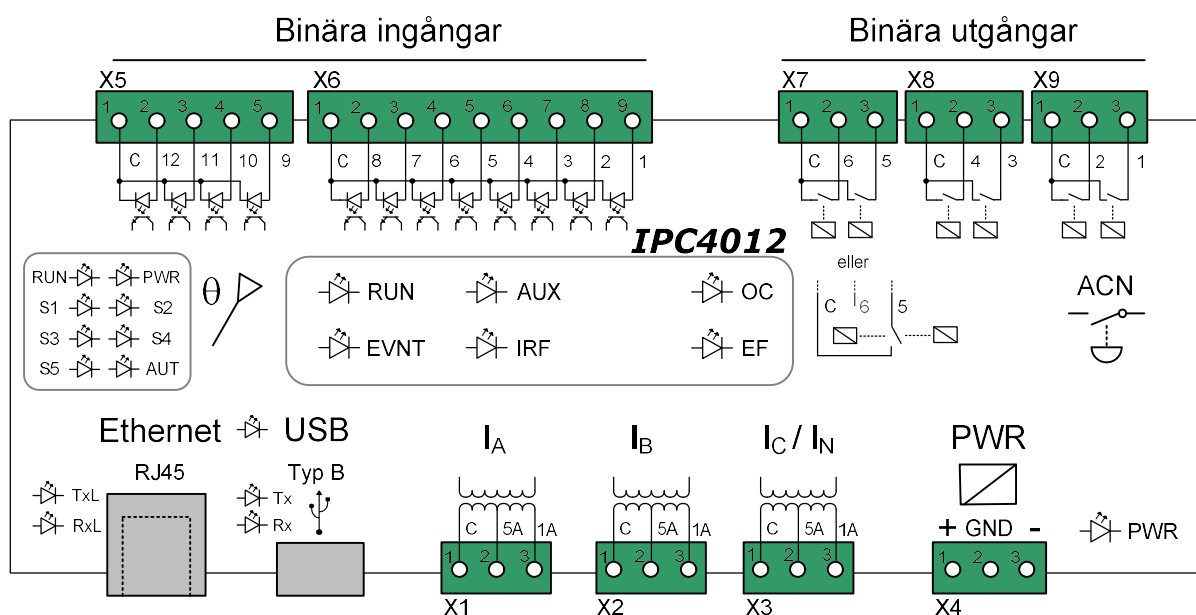 Binära ingångar
Binära utgångar
X5
X6
X7
X8
X9
1 2 3 4 5
1 2 3 4 5 6 7 8 9
1 2 3
1 2 3
1 2 3
C 12 11 10 9
C 8 7 6 5 4 3 2 1
C 6 5
C 4 3
C 2 1
IPC4012
RUN PWR
S1 S2
S3 S4
S5 AUT
θ
RUN AUX OC
EVNT IRF EF
eller
C 6 5
ACN
Ethernet
USB
RJ45
Typ B
TxL
RxL
Tx
Rx
IA
IB
IC / IN
PWR
C 5A 1A
C 5A 1A
C 5A 1A
+ GND -
PWR
1 2 3
1 2 3
1 2 3
1 2 3
X1
X2
X3
X4